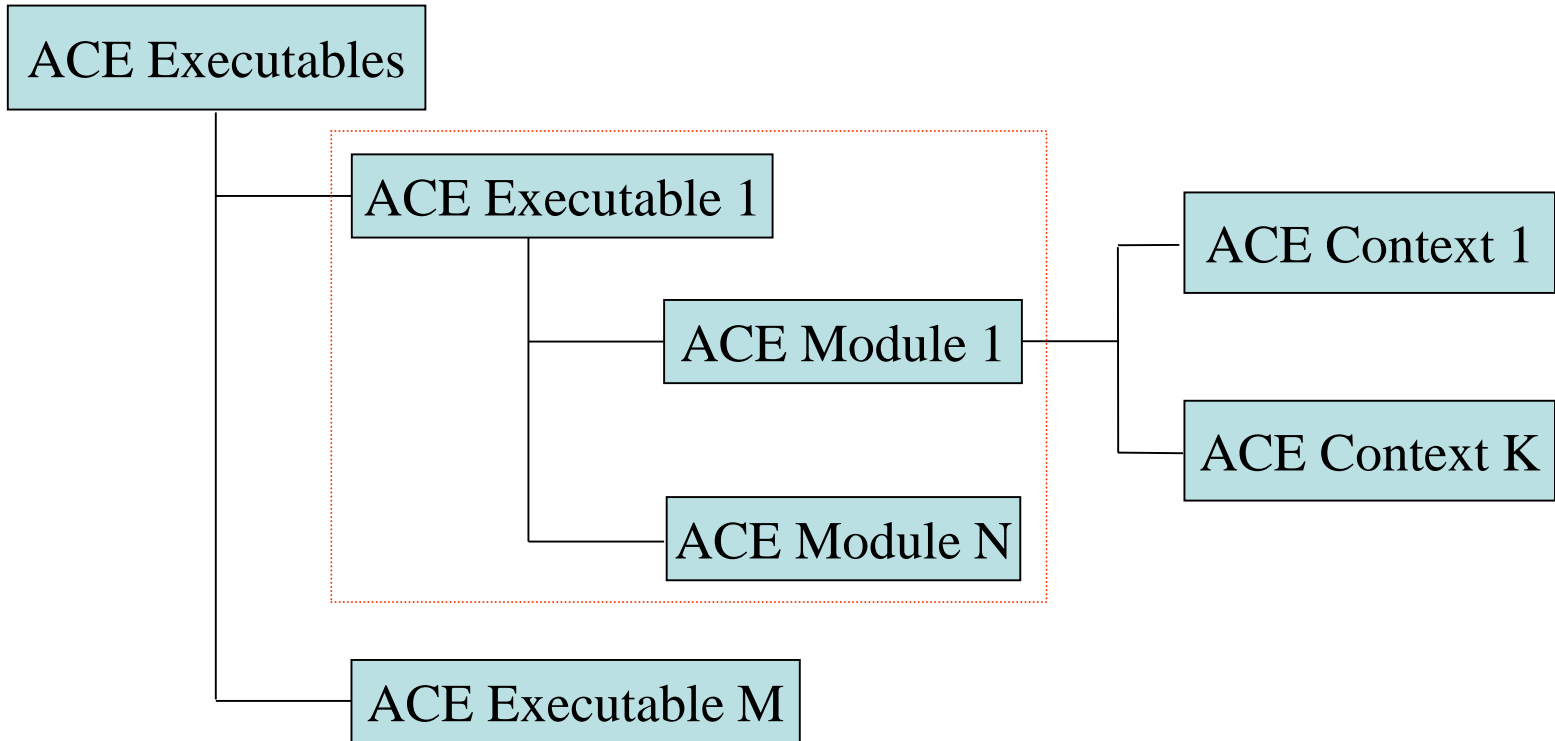 ACE Executables
ACE Executable 1
ACE Context 1
ACE Module 1
ACE Context K
ACE Module N
ACE Executable M